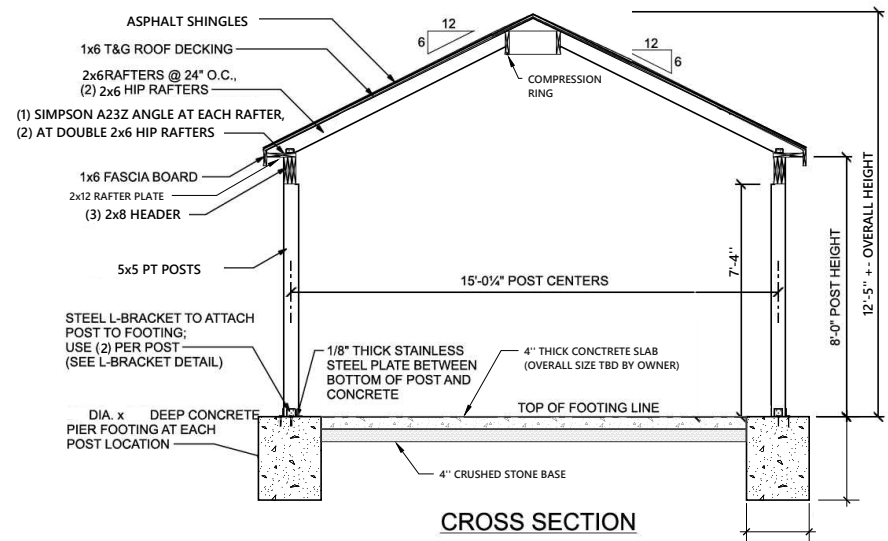 ASPHALT SHINGLES
1x6 T&G ROOF DECKING
2x6 RAFTERS @ 24" O.C.,
(2) 2x6 HIP RAFTERS
(1) SIMPSON A23Z ANGLE AT EACH RAFTER,
(2) AT DOUBLE 2x6 HIP RAFTERS
1x6 FASCIA BOARD
2x12 RAFTER PLATE
(3) 2x8 HEADER
5x5 PT POSTS
STEEL L-BRACKET TO ATTACH
POST TO FOOTING;
USE (2) PER POST
(SEE L-BRACKET DETAIL)
DIA. x DEEP CONCRETE
PIER FOOTING AT EACH
POST LOCATION
12
6
12
6
COMPRESSION
RING
15'-0¼" POST CENTERS
7'-4''
8'-0" POST HEIGHT
12'-5" +- OVERALL HEIGHT
1/8" THICK STAINLESS
STEEL PLATE BETWEEN
BOTTOM OF POST AND
CONCRETE
4'' THICK CONCTRETE SLAB
(OVERALL SIZE TBD BY OWNER)
TOP OF FOOTING LINE
4'' CRUSHED STONE BASE
CROSS SECTION